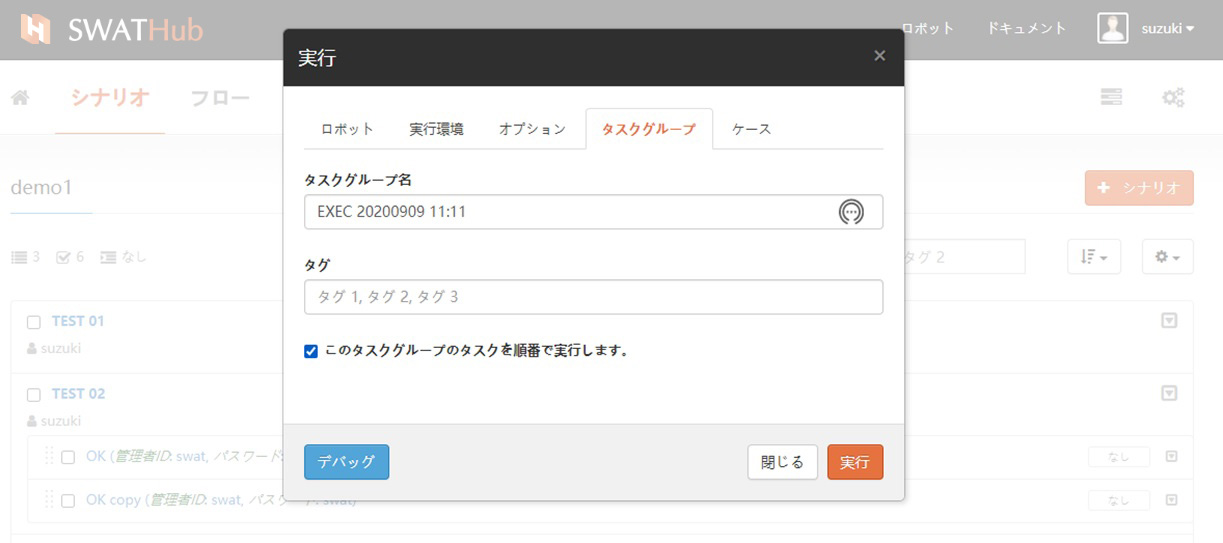 SWATHub
ロボット ドキュメント suzuki
実行 ×
シナリオ フロー
ロボット 実行環境 オプション タスクグループ ケース
demo1
+ シナリオ
タスクグループ名
EXEC 20200909 11:11
3 6 なし
タグ 2
タグ
タグ 1, タグ 2, タグ 3
TEST 01
suzuki
このタスクグループのタスクを順番で実行します。
TEST 02
suzuki
OK (管理者ID: swat, パスワード:
なし
デバッグ 閉じる 実行
OK copy (管理者ID: swat, パスワード: swat)
なし